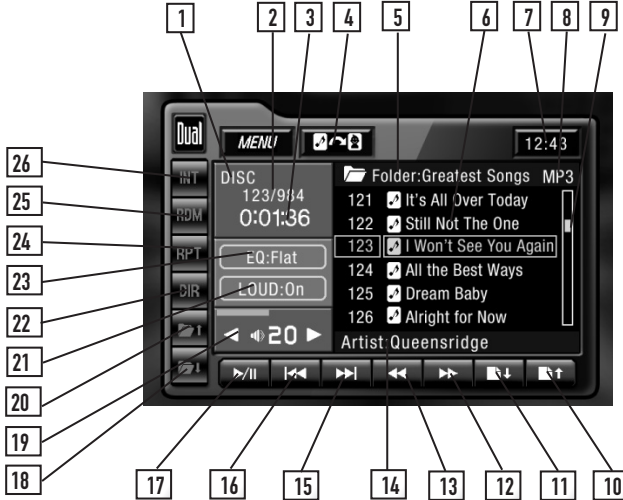 1 2 3 4 5 6 7 8 9
Dual MENU 12:43
26 INT DISC Folder:Greatest Songs MP3
123/984 121 It's All Over Today
25 RDM 0:01:36 122 Still Not The One
24 RPT 123 I Won't See You Again
23 EQ:Flat 124 All the Best Ways
22 DIR LOUD:On 125 Dream Baby
21 126 Alright for Now
20 20 Artist:Queensridge
19
18 17 16 15 14 13 12 11 10